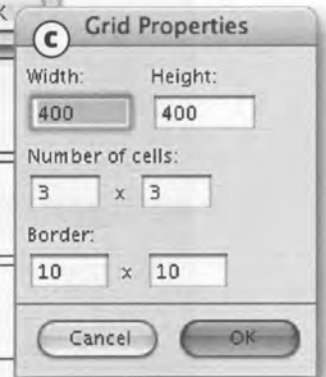 C Grid Properties
Width: Height:
400 400
Number of cells:
3 x 3
Border:
10 x 10
Cancel OK